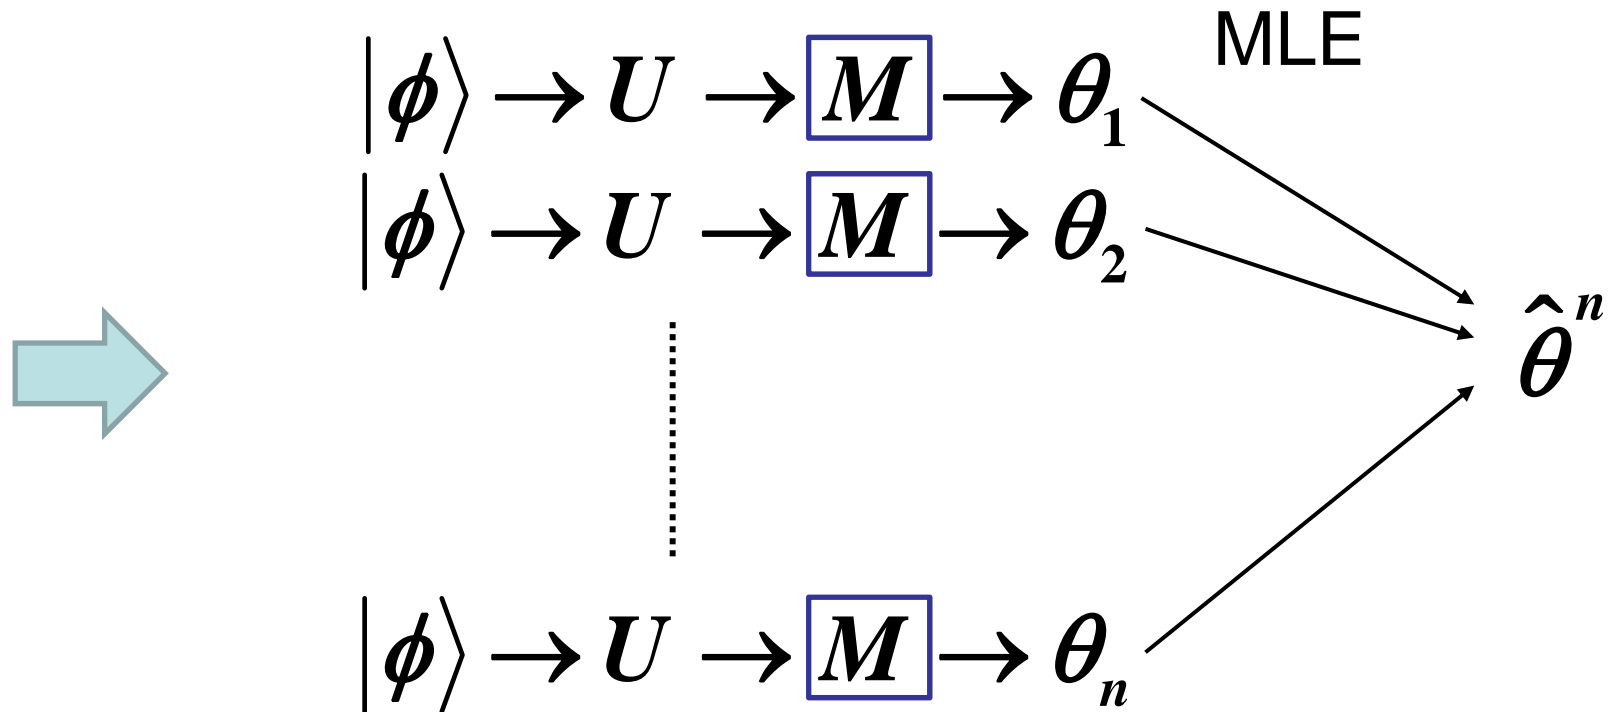 MLE
|ϕ⟩ → U → M → θ₁
|ϕ⟩ → U → M → θ₂
θ̂ⁿ
|ϕ⟩ → U → M → θₙ